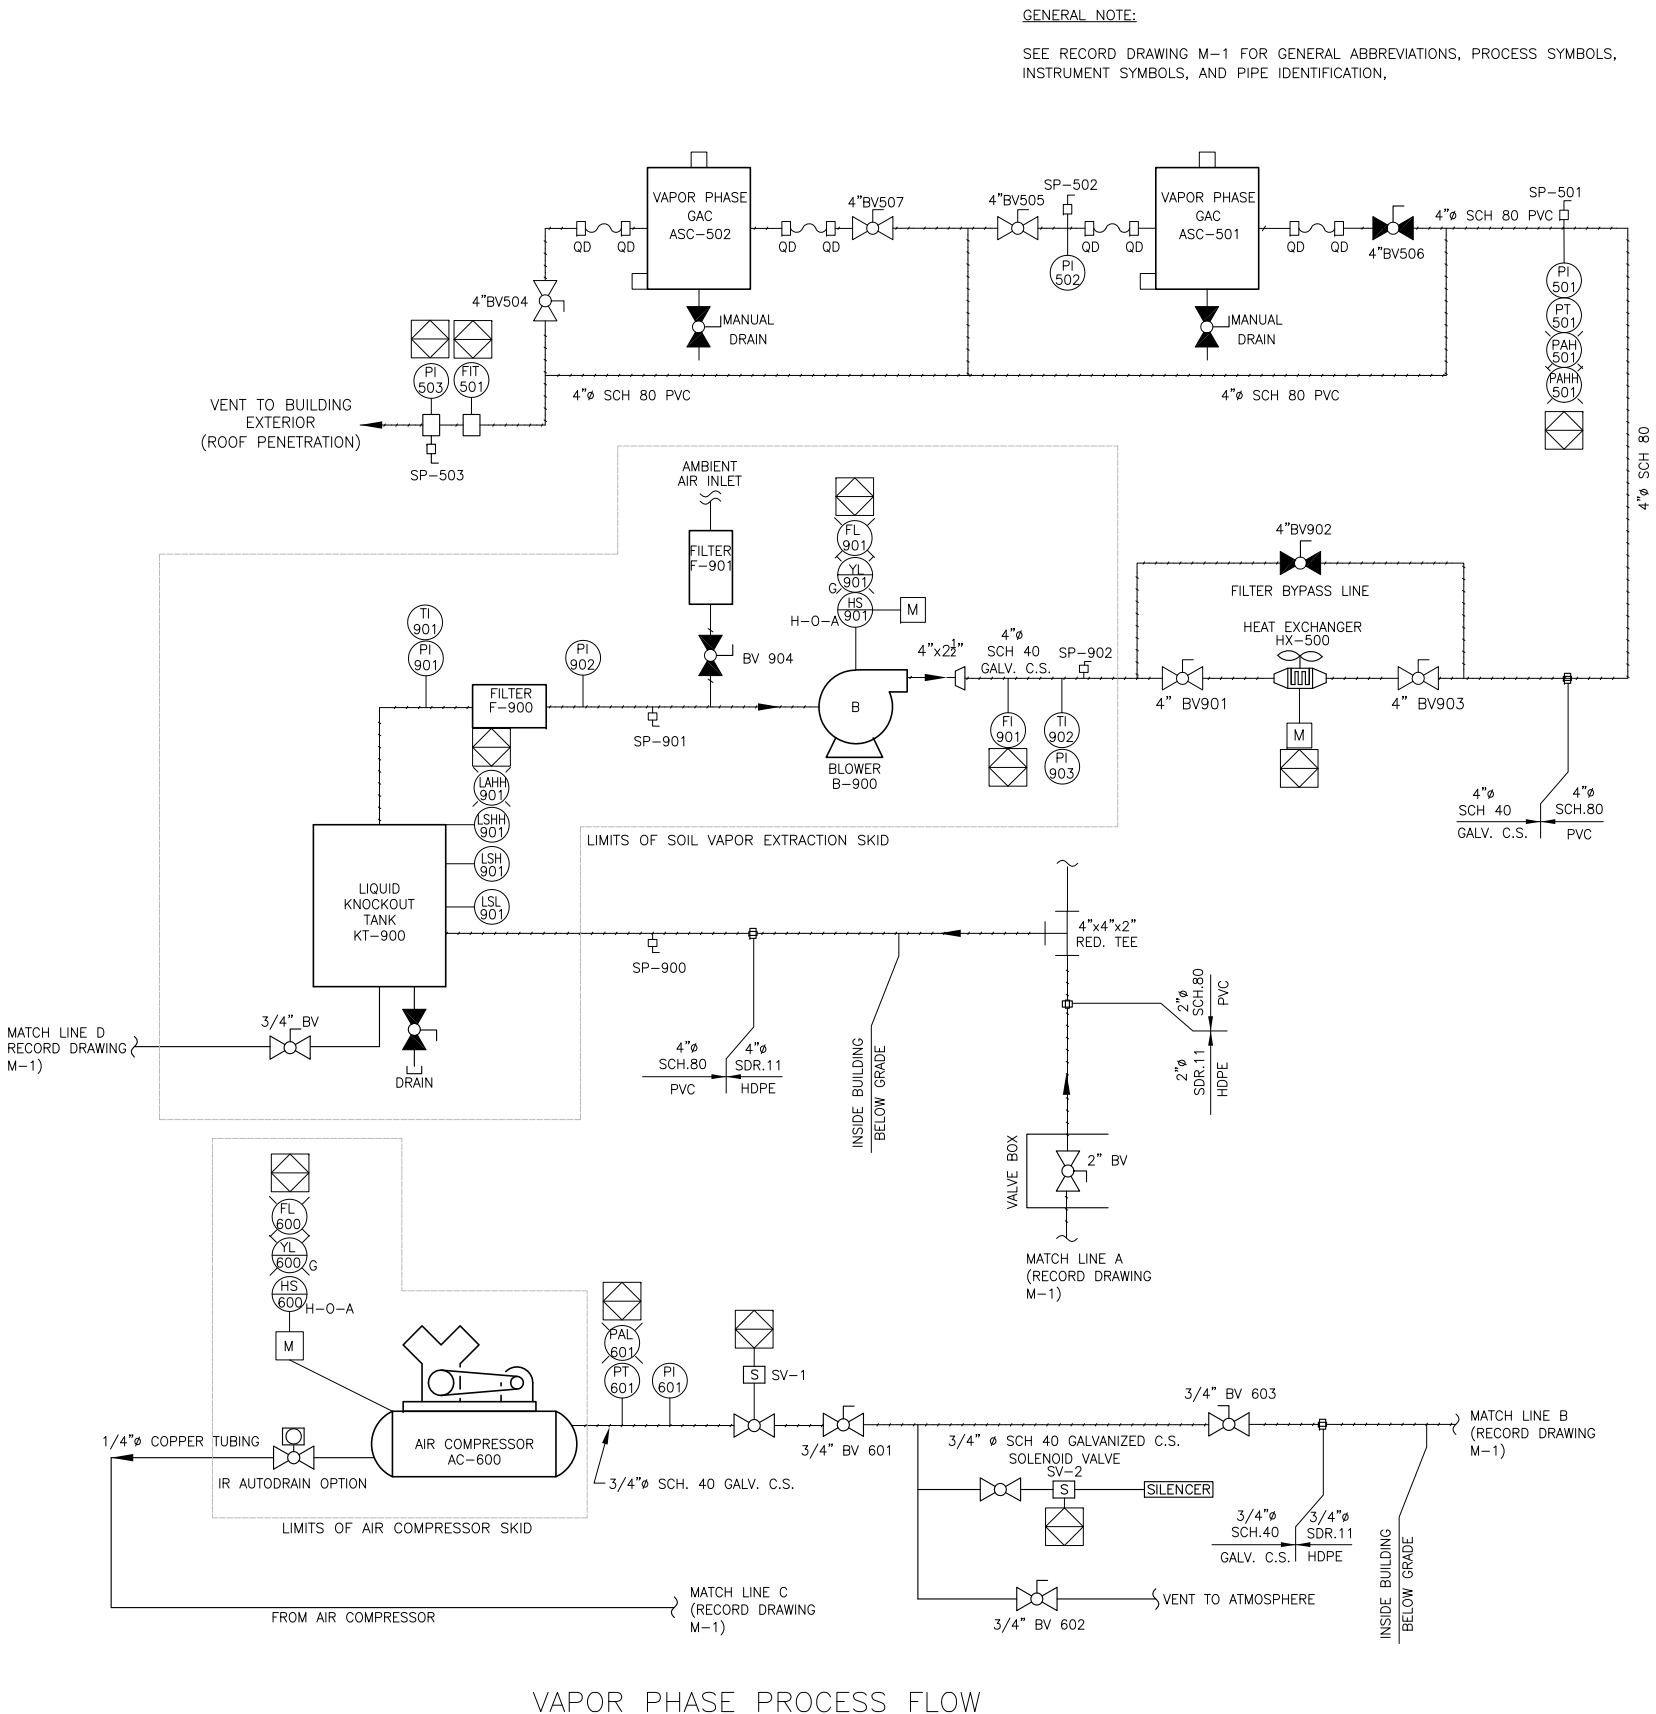 GENERAL NOTE:
SEE RECORD DRAWING M-1 FOR GENERAL ABBREVIATIONS, PROCESS SYMBOLS,
INSTRUMENT SYMBOLS, AND PIPE IDENTIFICATION,
VAPOR PHASE
GAC
ASC-502
4"BV507
SP-502
4"BV505
VAPOR PHASE
GAC
ASC-501
SP-501
4"ø SCH 80 PVC
QD
QD
QD
QD
QD
QD
QD
QD
4"BV506
PI
502
PI
501
PT
501
PAH
501
PAHH
501
4"BV504
MANUAL
DRAIN
MANUAL
DRAIN
PI
503
FIT
501
4"ø SCH 80 PVC
4"ø SCH 80 PVC
VENT TO BUILDING
EXTERIOR
(ROOF PENETRATION)
SP-503
4"ø SCH 80
AMBIENT
AIR INLET
FILTER
F-901
BV 904
FL
901
YL
901
G
HS
901
H-O-A
M
4"BV902
FILTER BYPASS LINE
HEAT EXCHANGER
HX-500
TI
901
PI
901
PI
902
FILTER
F-900
4"x2½"
4"ø
SCH 40
GALV. C.S.
SP-902
4" BV901
4" BV903
B
SP-901
BLOWER
B-900
FI
901
TI
902
PI
903
M
LAHH
901
LSHH
901
LSH
901
LSL
901
4"ø
SCH 40
GALV. C.S.
4"ø
SCH.80
PVC
LIMITS OF SOIL VAPOR EXTRACTION SKID
LIQUID
KNOCKOUT
TANK
KT-900
4"x4"x2"
RED. TEE
SP-900
2"ø
SCH.80
PVC
2"ø
SDR.11
HDPE
MATCH LINE D
RECORD DRAWING
M-1)
3/4" BV
DRAIN
4"ø
SCH.80
PVC
4"ø
SDR.11
HDPE
INSIDE BUILDING
BELOW GRADE
VALVE BOX
2" BV
MATCH LINE A
(RECORD DRAWING
M-1)
FL
600
YL
600
G
HS
600
H-O-A
M
PAL
601
PT
601
PI
601
S
SV-1
3/4" BV 603
MATCH LINE B
(RECORD DRAWING
M-1)
1/4"ø COPPER TUBING
AIR COMPRESSOR
AC-600
3/4" BV 601
3/4" ø SCH 40 GALVANIZED C.S.
SOLENOID VALVE
SV-2
S
SILENCER
IR AUTODRAIN OPTION
3/4"ø SCH. 40 GALV. C.S.
LIMITS OF AIR COMPRESSOR SKID
3/4"ø
SCH.40
GALV. C.S.
3/4"ø
SDR.11
HDPE
INSIDE BUILDING
BELOW GRADE
MATCH LINE C
(RECORD DRAWING
M-1)
FROM AIR COMPRESSOR
VENT TO ATMOSPHERE
3/4" BV 602
VAPOR PHASE PROCESS FLOW